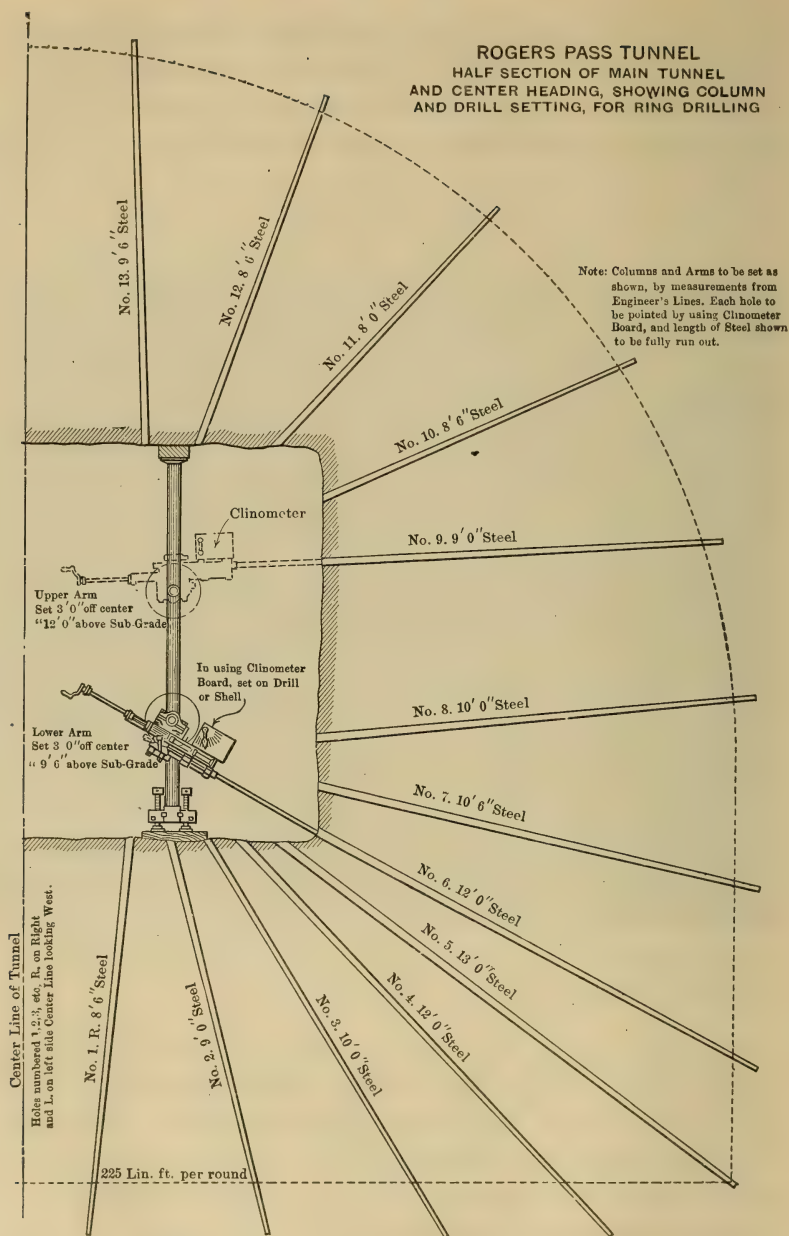 ROGERS PASS TUNNEL
HALF SECTION OF MAIN TUNNEL
AND CENTER HEADING, SHOWING COLUMN
AND DRILL SETTING, FOR RING DRILLING
Note: Columns and Arms to be set as
shown, by measurements from
Engineer's Lines. Each hole to
be pointed by using Clinometer
Board, and length of Steel shown
to be fully run out.
No. 13. 9' 6" Steel
No. 12. 8' 6" Steel
No. 11. 8' 0" Steel
No. 10. 8' 6" Steel
No. 9. 9' 0" Steel
Clinometer
Upper Arm
Set 3' 0" off center
" 12' 0" above Sub-Grade
In using Clinometer
Board, set on Drill
or Shell
Lower Arm
Set 3 0" off center
" 9' 6" above Sub-Grade
No. 8. 10' 0" Steel
No. 7. 10' 6" Steel
No. 6. 12' 0" Steel
No. 5. 13' 0" Steel
No. 4. 12' 0" Steel
No. 3. 10' 0" Steel
No. 2. 9' 0" Steel
No. 1. R. 8' 6" Steel
Center Line of Tunnel
Holes numbered 1,2,3, etc. R. on Right
and L. on left side Center Line looking West.
225 Lin. ft. per round